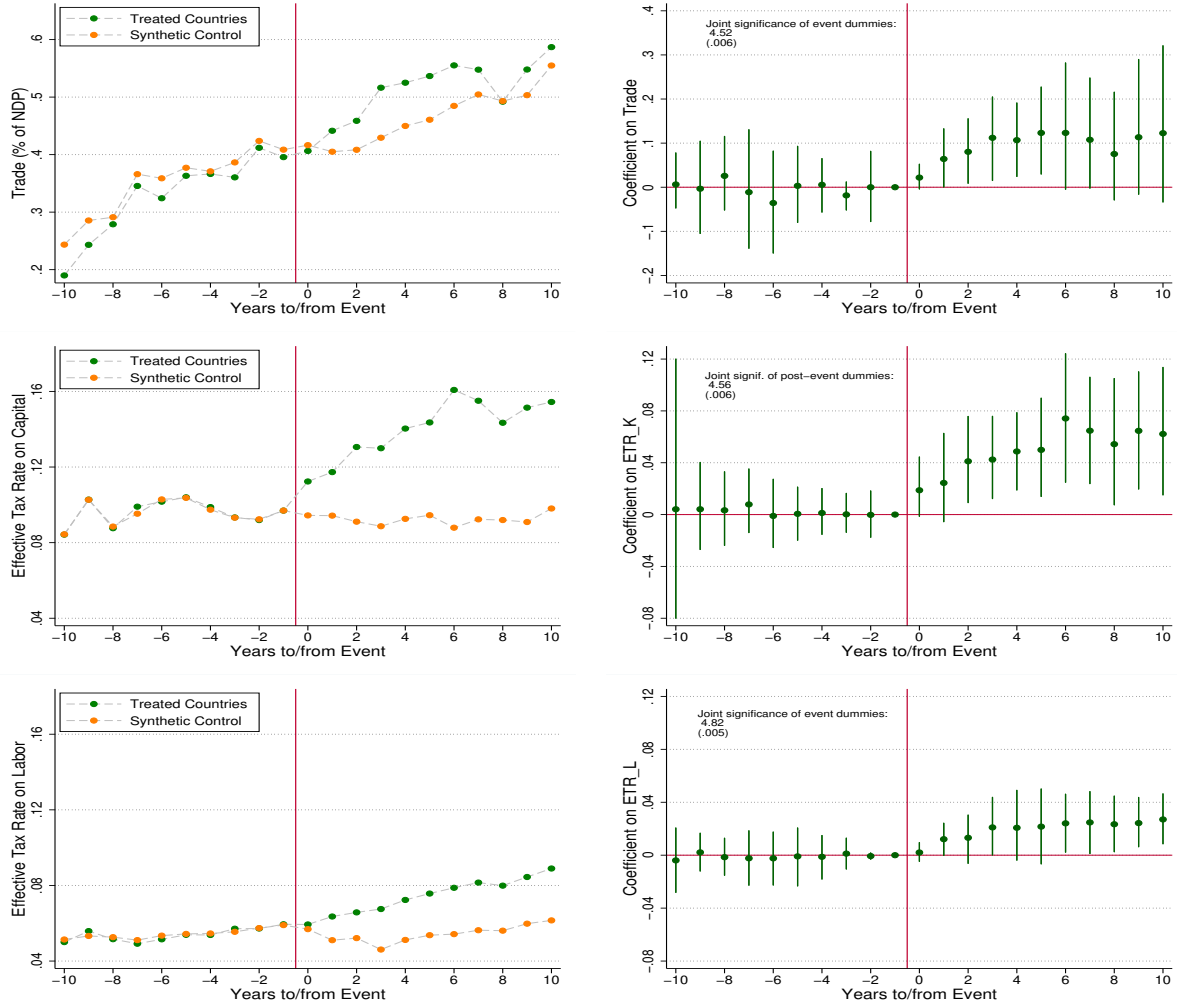 Treated Countries
Synthetic Control
Trade (% of NDP)
.6
.5
.4
.3
.2
−10 −8 −6 −4 −2 0 2 4 6 8 10
Years to/from Event
Joint significance of event dummies:
4.52
(.006)
Coefficient on Trade
.4
.3
.2
.1
0
−.1
−.2
−10 −8 −6 −4 −2 0 2 4 6 8 10
Years to/from Event
Treated Countries
Synthetic Control
Effective Tax Rate on Capital
.16
.12
.08
.04
−10 −8 −6 −4 −2 0 2 4 6 8 10
Years to/from Event
Joint signif. of post−event dummies:
4.56
(.006)
Coefficient on ETR_K
.12
.08
.04
0
−.04
−.08
−10 −8 −6 −4 −2 0 2 4 6 8 10
Years to/from Event
Treated Countries
Synthetic Control
Effective Tax Rate on Labor
.16
.12
.08
.04
−10 −8 −6 −4 −2 0 2 4 6 8 10
Years to/from Event
Joint significance of event dummies:
4.82
(.005)
Coefficient on ETR_L
.12
.08
.04
0
−.04
−.08
−10 −8 −6 −4 −2 0 2 4 6 8 10
Years to/from Event